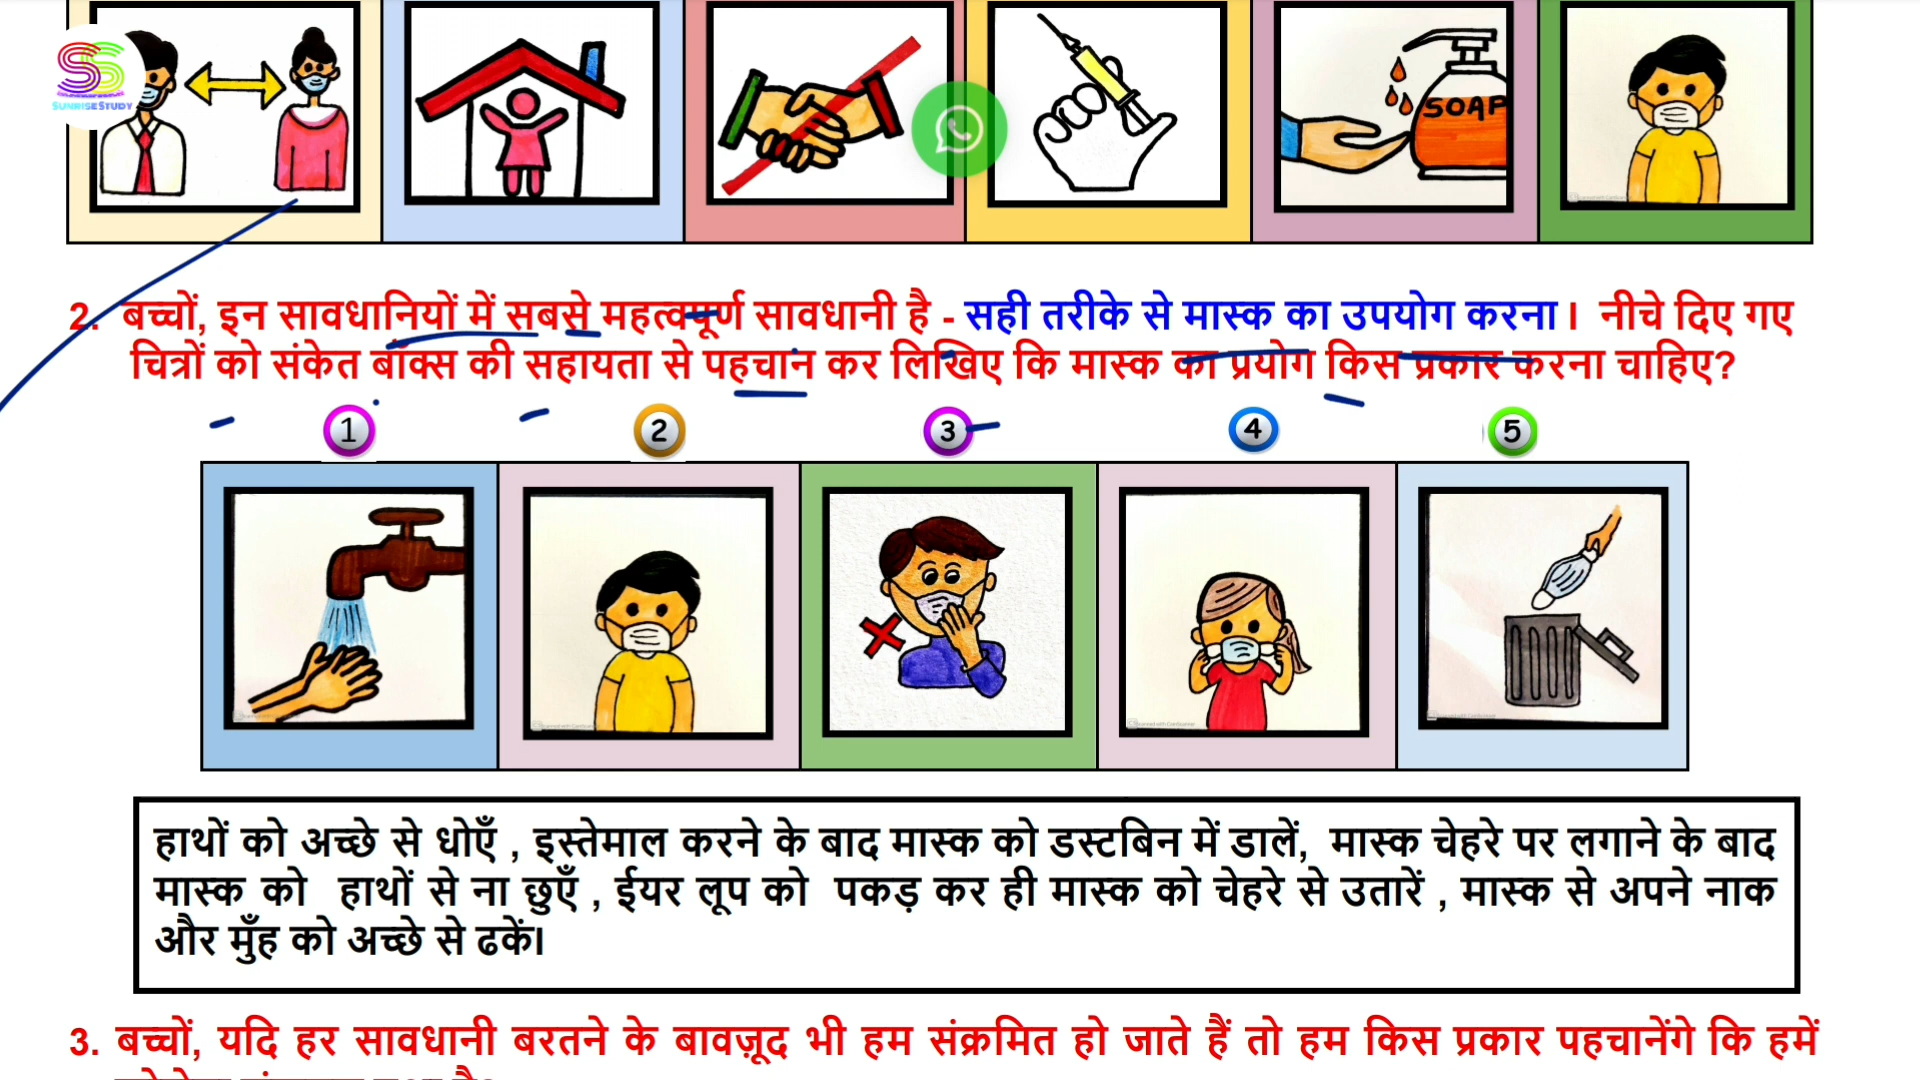 SS
SUNRISE STUDY
SOAP
2. बच्चों, इन सावधानियों में सबसे महत्वपूर्ण सावधानी है - सही तरीके से मास्क का उपयोग करना। नीचे दिए गए
चित्रों को संकेत बॉक्स की सहायता से पहचान कर लिखिए कि मास्क का प्रयोग किस प्रकार करना चाहिए?
1 2 3 4 5
हाथों को अच्छे से धोएँ , इस्तेमाल करने के बाद मास्क को डस्टबिन में डालें, मास्क चेहरे पर लगाने के बाद
मास्क को हाथों से ना छुएँ , ईयर लूप को पकड़ कर ही मास्क को चेहरे से उतारें , मास्क से अपने नाक
और मुँह को अच्छे से ढकें।
3. बच्चों, यदि हर सावधानी बरतने के बावज़ूद भी हम संक्रमित हो जाते हैं तो हम किस प्रकार पहचानेंगे कि हमें